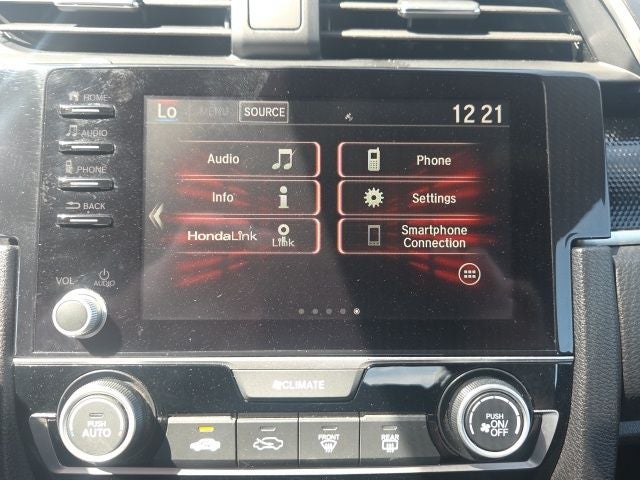 HOME
AUDIO
PHONE
BACK
VOL
AUDIO
Lo MENU SOURCE 12 21
Audio
Phone
Info
Settings
HondaLink
Link
Smartphone
Connection
CLIMATE
PUSH
AUTO
FRONT
REAR
PUSH
ON/
OFF